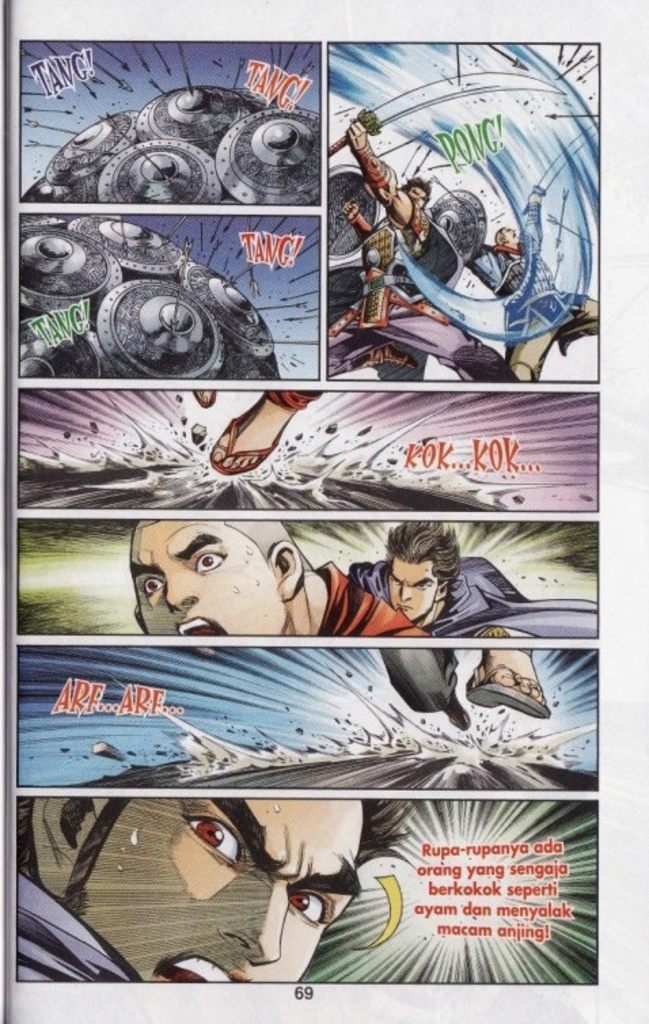 TANG!
TANG!
TANG!
TANG!
PONG!
KOK...KOK...
ARF...ARF...
Rupa-rupanya ada
orang yang sengaja
berkokok seperti
ayam dan menyalak
macam anjing!
69